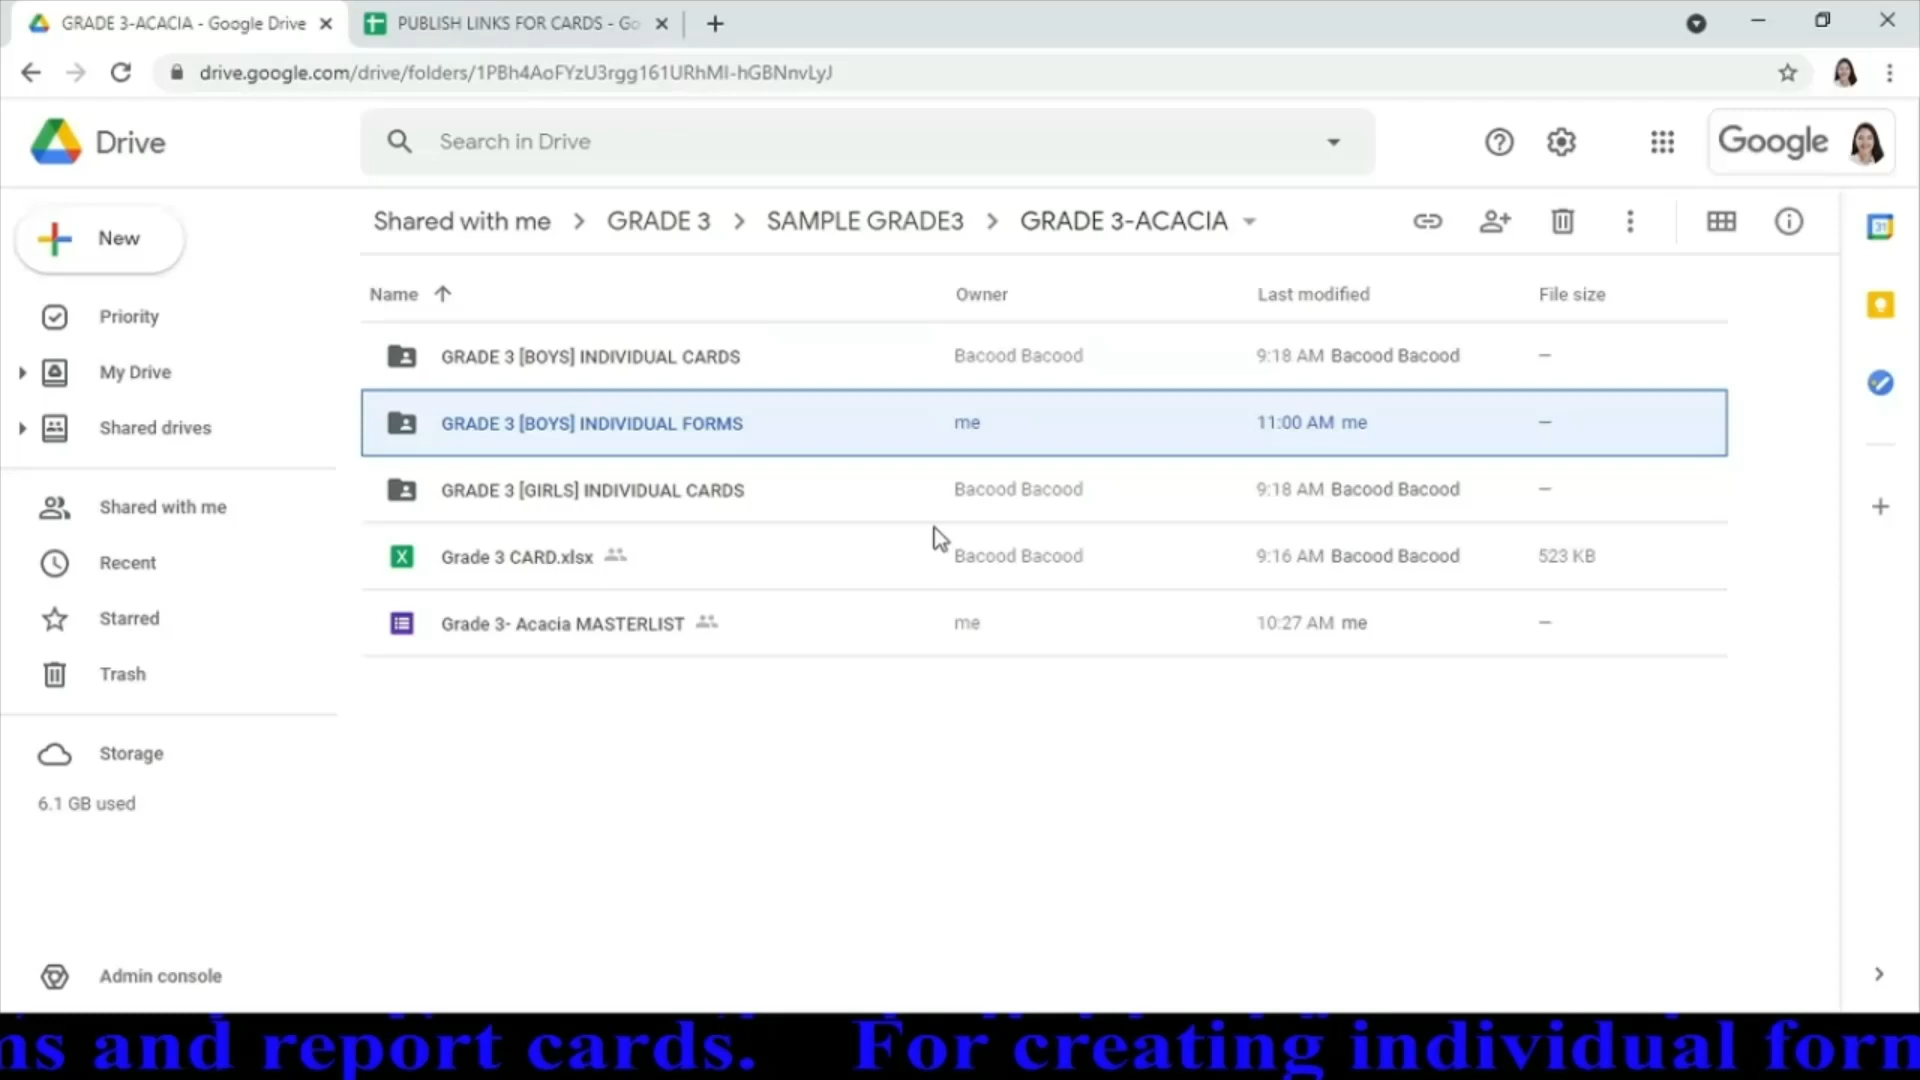 GRADE 3-ACACIA - Google Drive
PUBLISH LINKS FOR CARDS - Go
drive.google.com/drive/folders/1PBh4AoFYzU3rgg161URhMI-hGBNnvLyJ
Drive
Search in Drive
Google
New
Shared with me > GRADE 3 > SAMPLE GRADE3 > GRADE 3-ACACIA
31
Name Owner Last modified File size
Priority
GRADE 3 [BOYS] INDIVIDUAL CARDS Bacood Bacood 9:18 AM Bacood Bacood –
My Drive
GRADE 3 [BOYS] INDIVIDUAL FORMS me 11:00 AM me –
Shared drives
GRADE 3 [GIRLS] INDIVIDUAL CARDS Bacood Bacood 9:18 AM Bacood Bacood –
Shared with me
Grade 3 CARD.xlsx Bacood Bacood 9:16 AM Bacood Bacood 523 KB
Recent
Grade 3- Acacia MASTERLIST me 10:27 AM me –
Starred
Trash
Storage
6.1 GB used
Admin console
and report cards. For creating individual